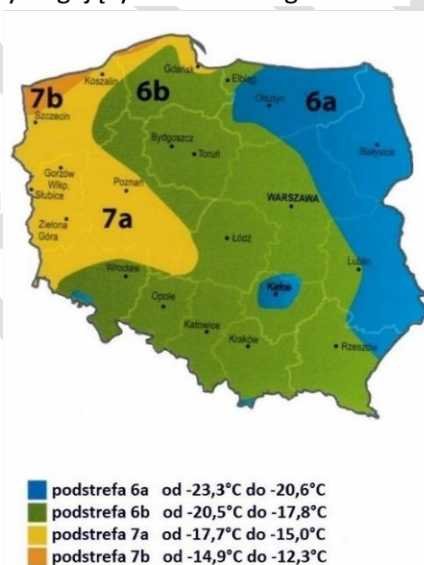 Gdańsk
Koszalin
Elbląg
7b
6b
Olsztyn
6a
Szczecin
Bydgoszcz
Toruń
Białystok
Gorzów
Wlkp.
Poznań
Słubice
WARSZAWA
7a
Zielona
Góra
Łódź
Wrocław
Lublin
Opole
Kielce
Katowice
Kraków
Rzeszów
podstrefa 6a od -23,3°C do -20,6°C
podstrefa 6b od -20,5°C do -17,8°C
podstrefa 7a od -17,7°C do -15,0°C
podstrefa 7b od -14,9°C do -12,3°C